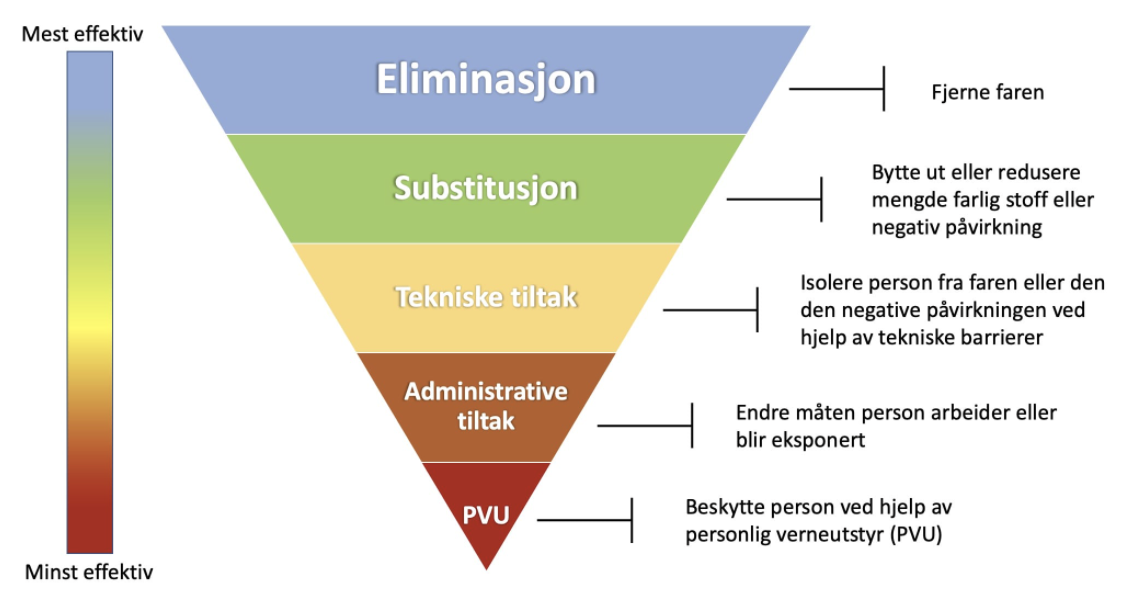 Mest effektiv
Eliminasjon
Fjerne faren
Substitusjon
Bytte ut eller redusere
mengde farlig stoff eller
negativ påvirkning
Tekniske tiltak
Isolere person fra faren eller den
den negative påvirkningen ved
hjelp av tekniske barrierer
Administrative
tiltak
Endre måten person arbeider eller
blir eksponert
PVU
Beskytte person ved hjelp av
personlig verneutstyr (PVU)
Minst effektiv